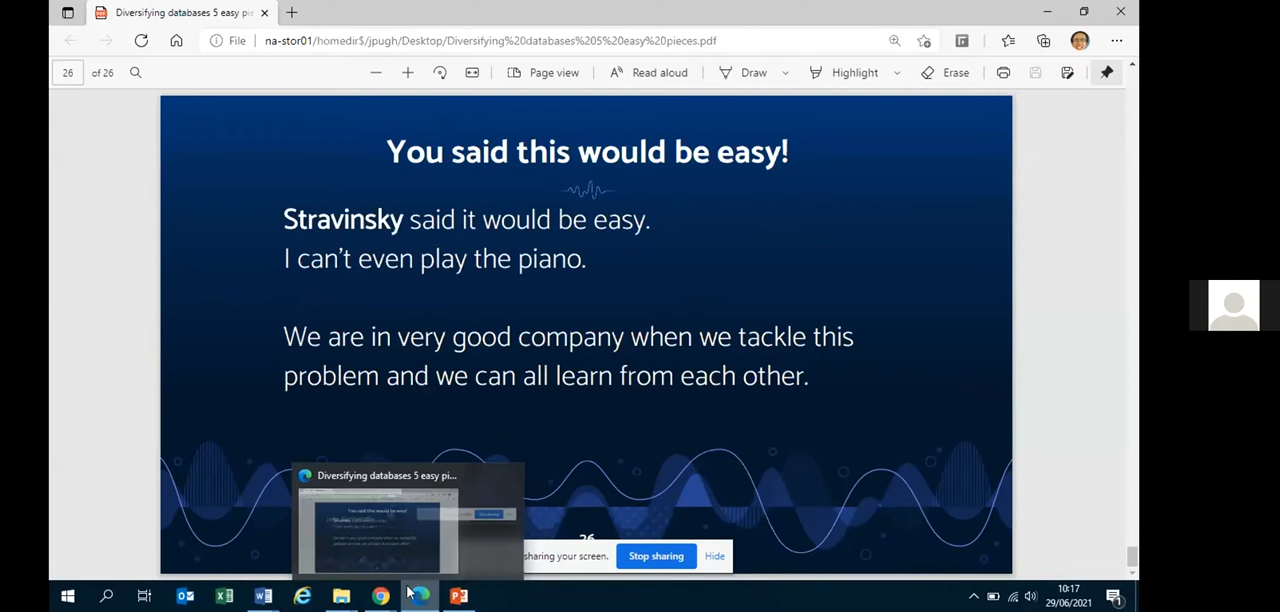 Diversifying databases 5 easy pi
File
na-stor01/homedir$/jpugh/Desktop/Diversifying%20databases%205%20easy%20pieces.pdf
26 of 26
Page view
Read aloud
Draw
Highlight
Erase
You said this would be easy!
Stravinsky said it would be easy.
I can't even play the piano.
We are in very good company when we tackle this
problem and we can all learn from each other.
Diversifying databases 5 easy pi...
26
sharing your screen.
Stop sharing
Hide
10:17
29/06/2021